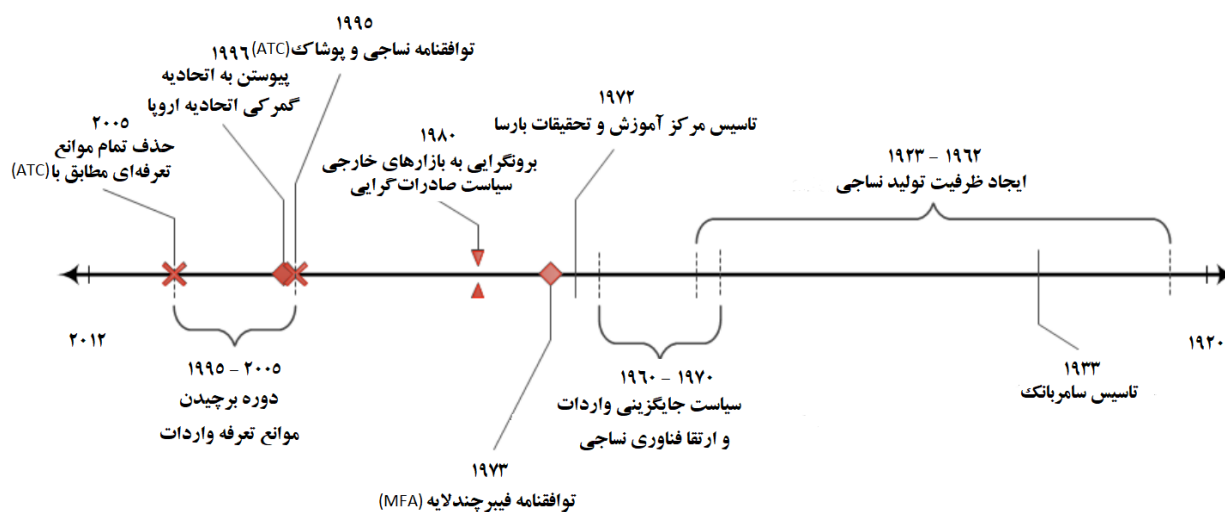 ۱۹۲۳ – ۱۹۶۲
ایجاد ظرفیت تولید نساجی
۱۹۷۲
تاسیس مرکز آموزش و تحقیقات بارسا
۱۹۸۰
برونگرایی به بازارهای خارجی
سیاست صادرات‌گرایی
۱۹۹۵
توافقنامه نساجی و پوشاک (ATC)
۱۹۹۶
پیوستن به اتحادیه
گمرکی اتحادیه اروپا
۲۰۰۵
حذف تمام موانع
تعرفه‌ای مطابق با (ATC)
۱۹۲۰
۲۰۱۲
۱۹۳۳
تاسیس سامربانک
۱۹۶۰ – ۱۹۷۰
سیاست جایگزینی واردات
و ارتقا فناوری نساجی
۱۹۷۳
توافقنامه فیبرچندلایه (MFA)
۱۹۹۵ – ۲۰۰۵
دوره برچیدن
موانع تعرفه واردات